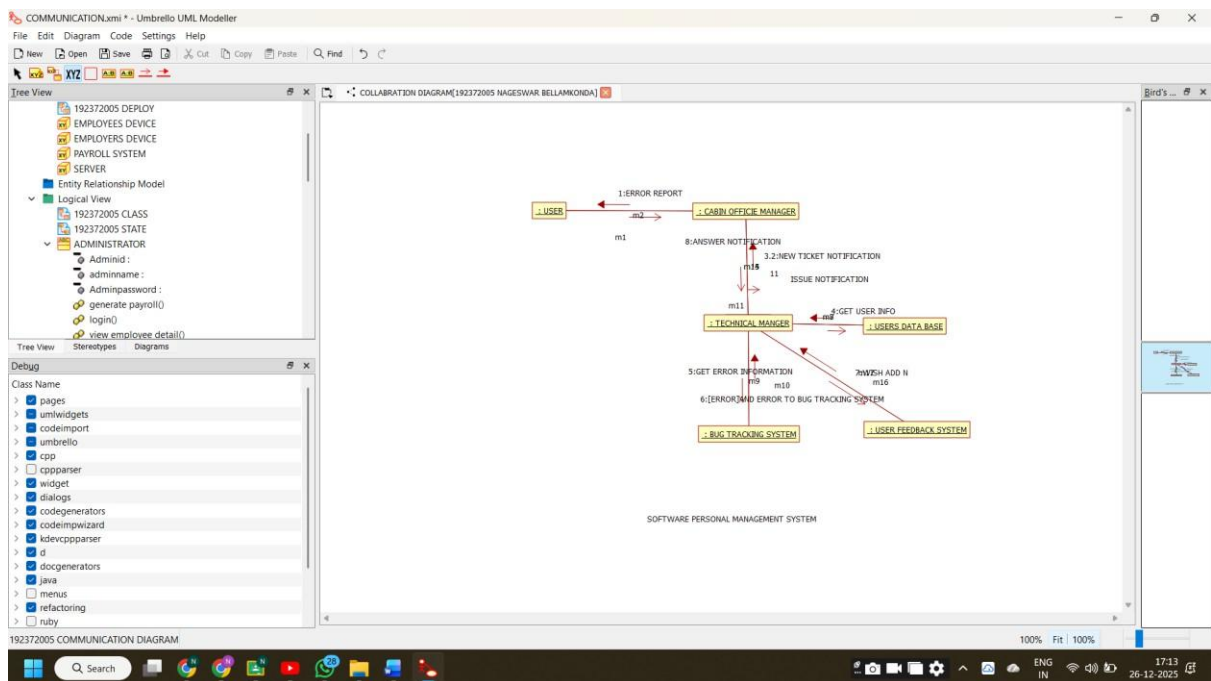 COMMUNICATION.xmi * - Umbrello UML Modeller
File Edit Diagram Code Settings Help
New Open Save Cut Copy Paste Find
XYZ A:B A:B
Tree View
192372005 DEPLOY
EMPLOYEES DEVICE
EMPLOYERS DEVICE
PAYROLL SYSTEM
SERVER
Entity Relationship Model
Logical View
192372005 CLASS
192372005 STATE
ADMINISTRATOR
Adminid :
adminname :
Adminpassword :
generate payroll()
login()
view employee detail()
Tree View Stereotypes Diagrams
Debug
Class Name
pages
umlwidgets
codeimport
umbrello
cpp
cppparser
widget
dialogs
codegenerators
codeimpwizard
kdevcppparser
d
docgenerators
java
menus
refactoring
ruby
COLLABRATION DIAGRAM[192372005 NAGESWAR BELLAMKONDA]
1:ERROR REPORT
: USER
m2
: CABIN OFFICIE MANAGER
m1
8:ANSWER NOTIFICATION
3.2:NEW TICKET NOTIFICATION
11
ISSUE NOTIFICATION
m11
4:GET USER INFO
: TECHNICAL MANGER
: USERS DATA BASE
5:GET ERROR INFORMATION
m9
m10
m16
6:[ERROR]AND ERROR TO BUG TRACKING SYSTEM
: BUG TRACKING SYSTEM
: USER FEEDBACK SYSTEM
SOFTWARE PERSONAL MANAGEMENT SYSTEM
Bird's ...
192372005 COMMUNICATION DIAGRAM
100% Fit 100%
Search
28
ENG
IN
17:13
26-12-2025